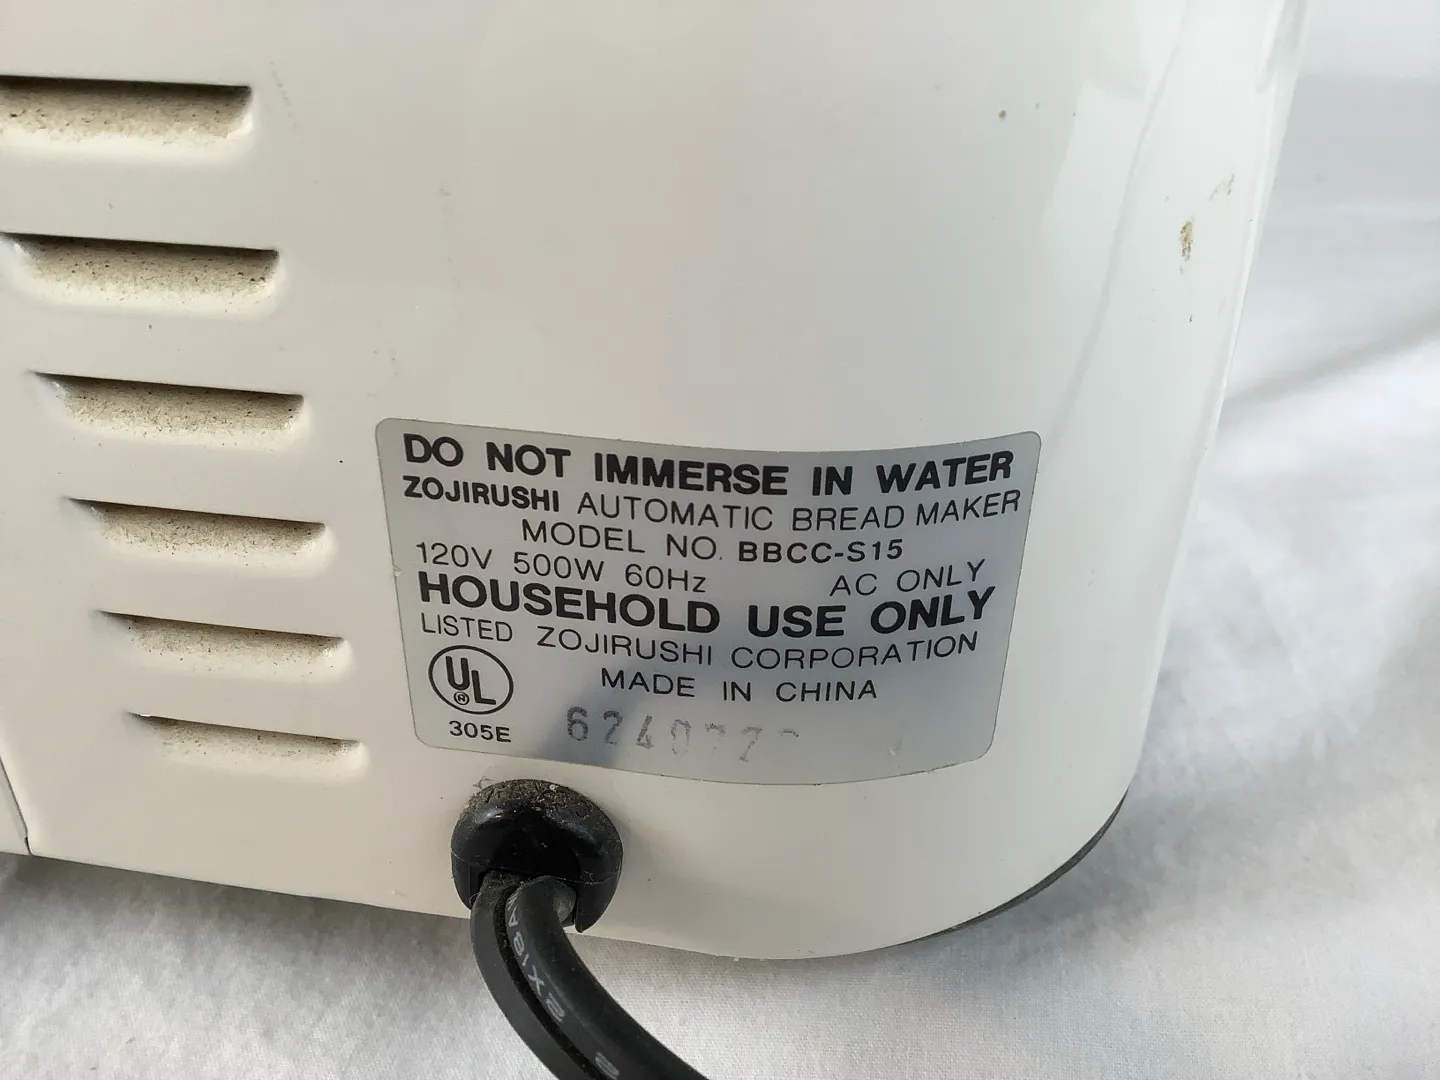 DO NOT IMMERSE IN WATER
ZOJIRUSHI AUTOMATIC BREAD MAKER
MODEL NO. BBCC-S15
120V 500W 60Hz AC ONLY
HOUSEHOLD USE ONLY
LISTED ZOJIRUSHI CORPORATION
UL® MADE IN CHINA
305E
2X18A